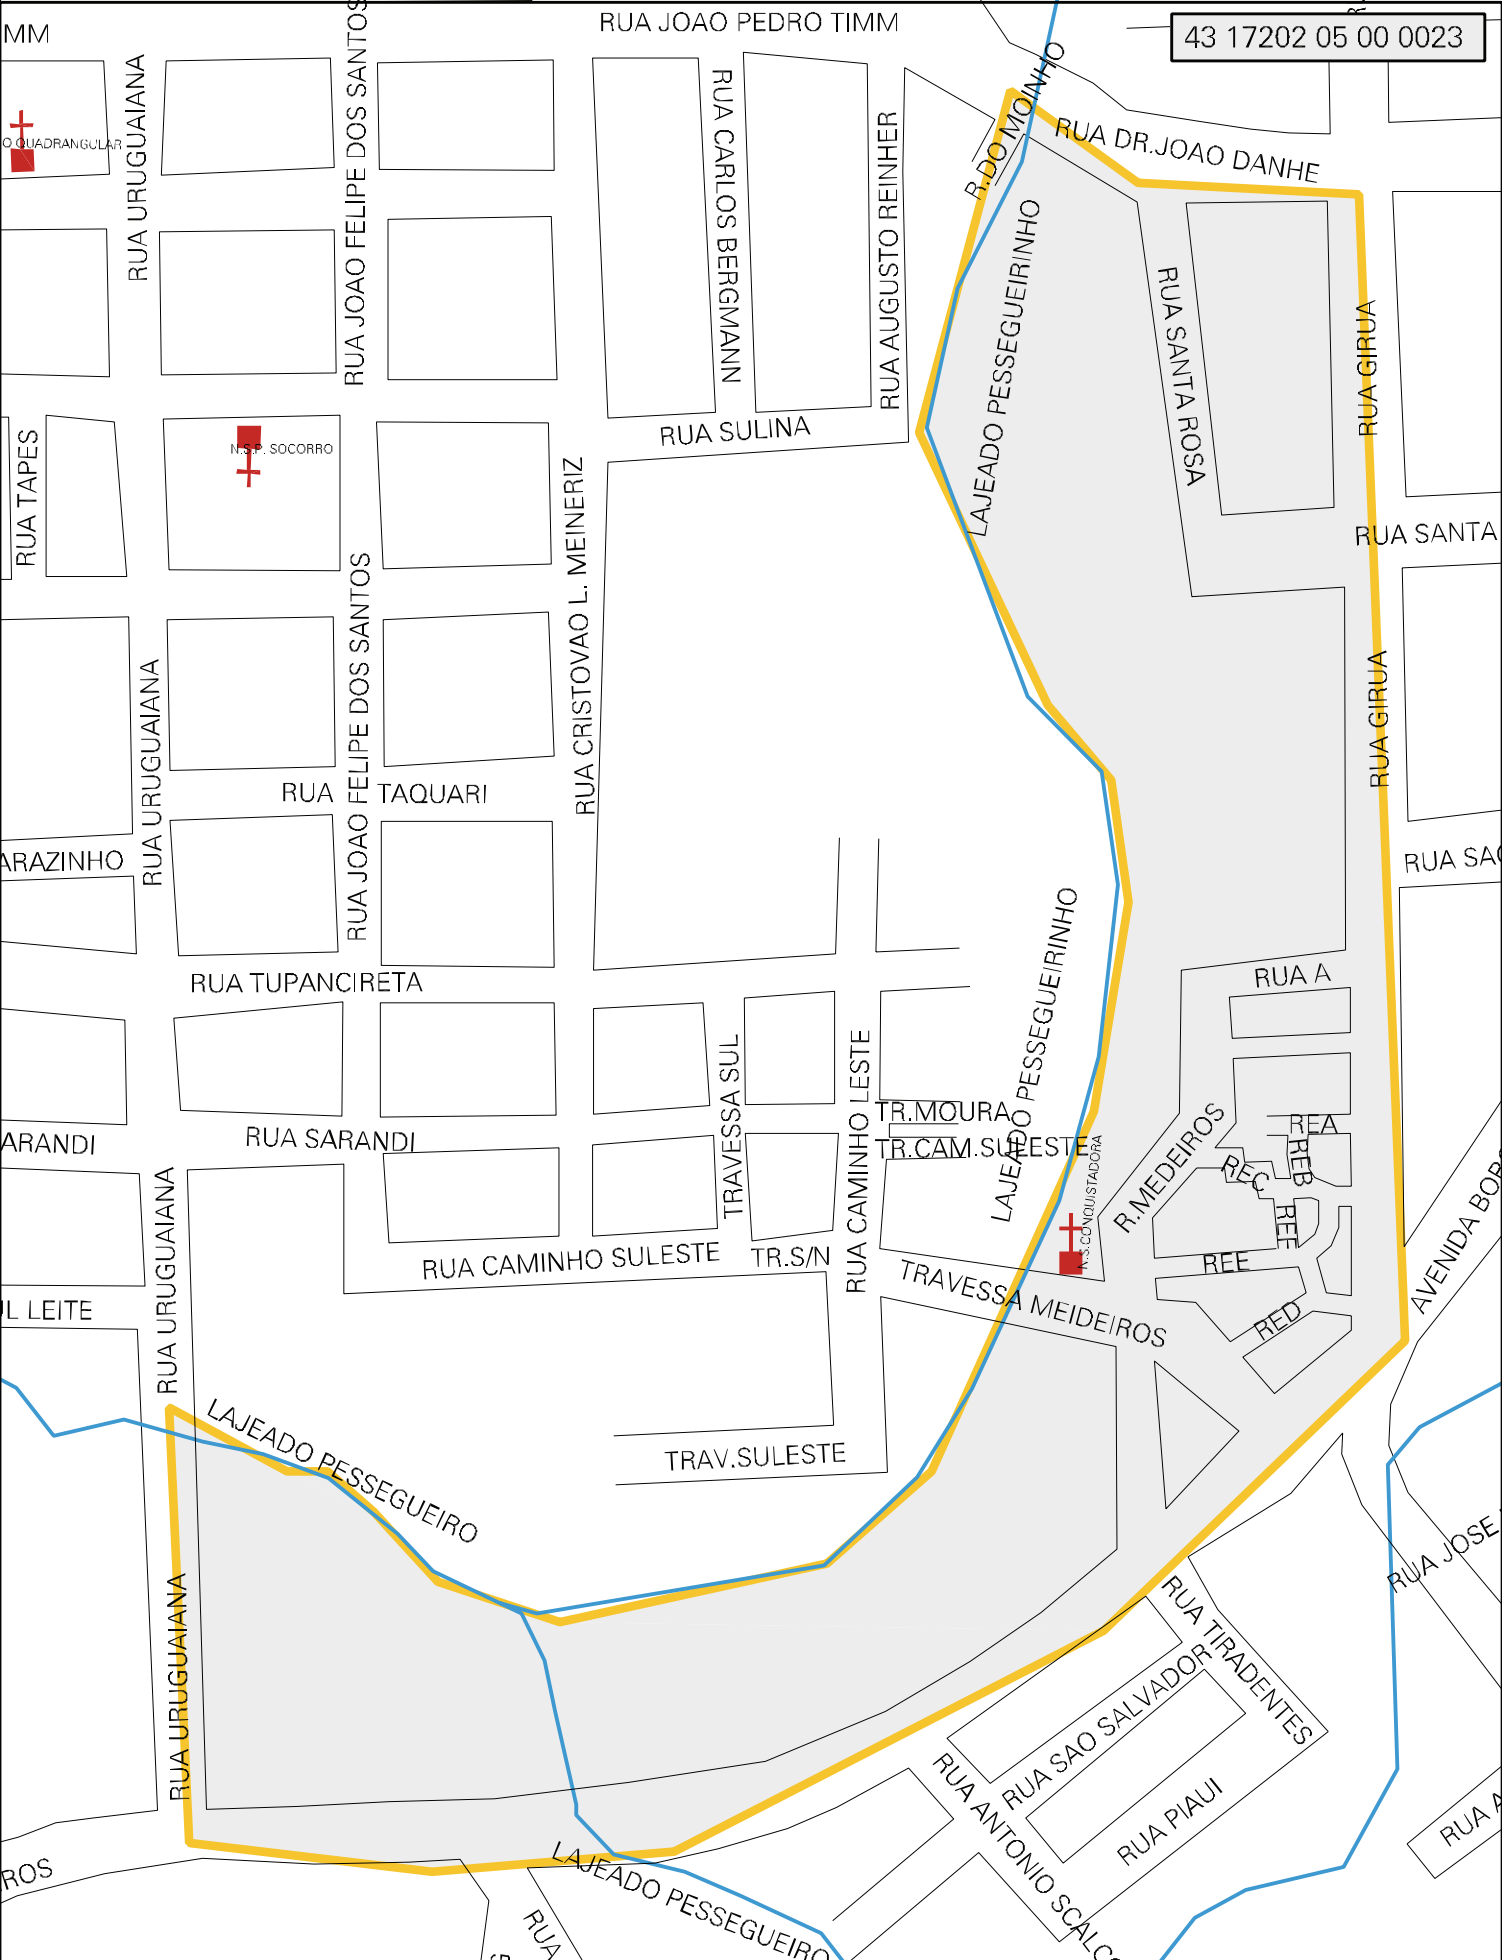 RUA JOAO PEDRO TIMM
43 17202 05 00 0023
MM
RUA URUGUAIANA
RUA JOAO FELIPE DOS SANTOS
RUA CARLOS BERGMANN
RUA AUGUSTO REINHER
R.DO MOINHO
RUA DR.JOAO DANHE
O QUADRANGULAR
LAJEADO PESSEGUEIRINHO
RUA SANTA ROSA
RUA GIRUA
RUA TAPES
N.S.P. SOCORRO
RUA SULINA
RUA CRISTOVAO L. MEINERIZ
RUA SANTA
RUA URUGUAIANA
RUA JOAO FELIPE DOS SANTOS
RUA GIRUA
RUA TAQUARI
ARAZINHO
RUA SAO
RUA TUPANCIRETA
LAJEADO PESSEGUEIRINHO
RUA A
TRAVESSA SUL
RUA CAMINHO LESTE
TR.MOURA
TR.CAM.SULESTE
N.S.CONQUISTADORA
R.MEDEIROS
REA
REB
REC
REE
REE
RED
ARANDI
RUA SARANDI
RUA URUGUAIANA
RUA CAMINHO SULESTE
TR.S/N
TRAVESSA MEIDEIROS
AVENIDA BOR
UL LEITE
LAJEADO PESSEGUEIRO
TRAV.SULESTE
RUA JOSE
RUA URUGUAIANA
RUA TIRADENTES
RUA SAO SALVADOR
RUA PIAUI
RUA ANTONIO SCALCO
RUA A
ROS
LAJEADO PESSEGUEIRO
RUA